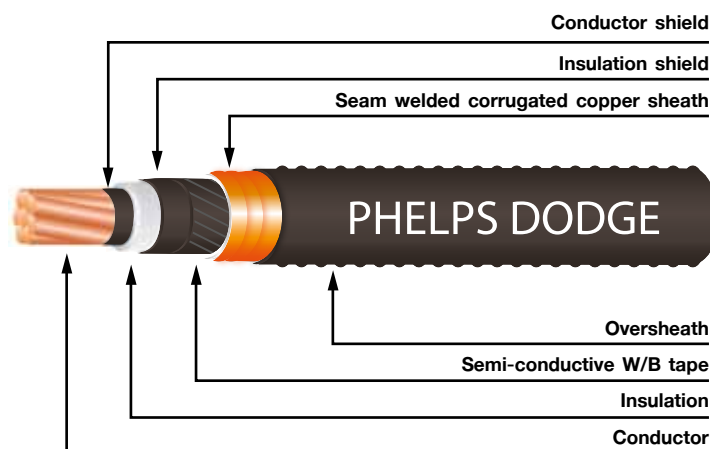 Conductor shield
Insulation shield
Seam welded corrugated copper sheath
PHELPS DODGE
Oversheath
Semi-conductive W/B tape
Insulation
Conductor